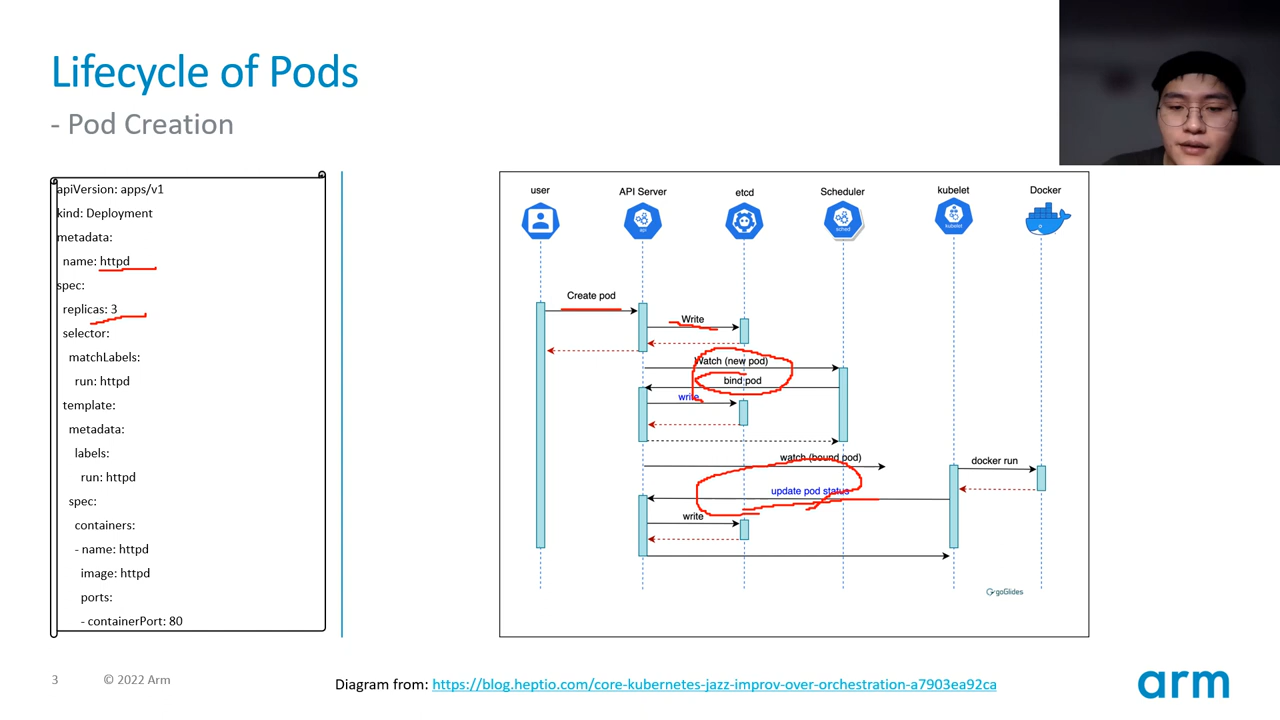 Lifecycle of Pods
- Pod Creation
apiVersion: apps/v1
kind: Deployment
metadata:
name: httpd
spec:
replicas: 3
selector:
matchLabels:
run: httpd
template:
metadata:
labels:
run: httpd
spec:
containers:
- name: httpd
image: httpd
ports:
- containerPort: 80
user
API Server
etcd
Scheduler
kubelet
Docker
api
sched
kubelet
Create pod
Write
Watch (new pod)
bind pod
write
watch (bound pod)
docker run
update pod status
write
goGlides
3
© 2022 Arm
Diagram from: https://blog.heptio.com/core-kubernetes-jazz-improv-over-orchestration-a7903ea92ca
arm